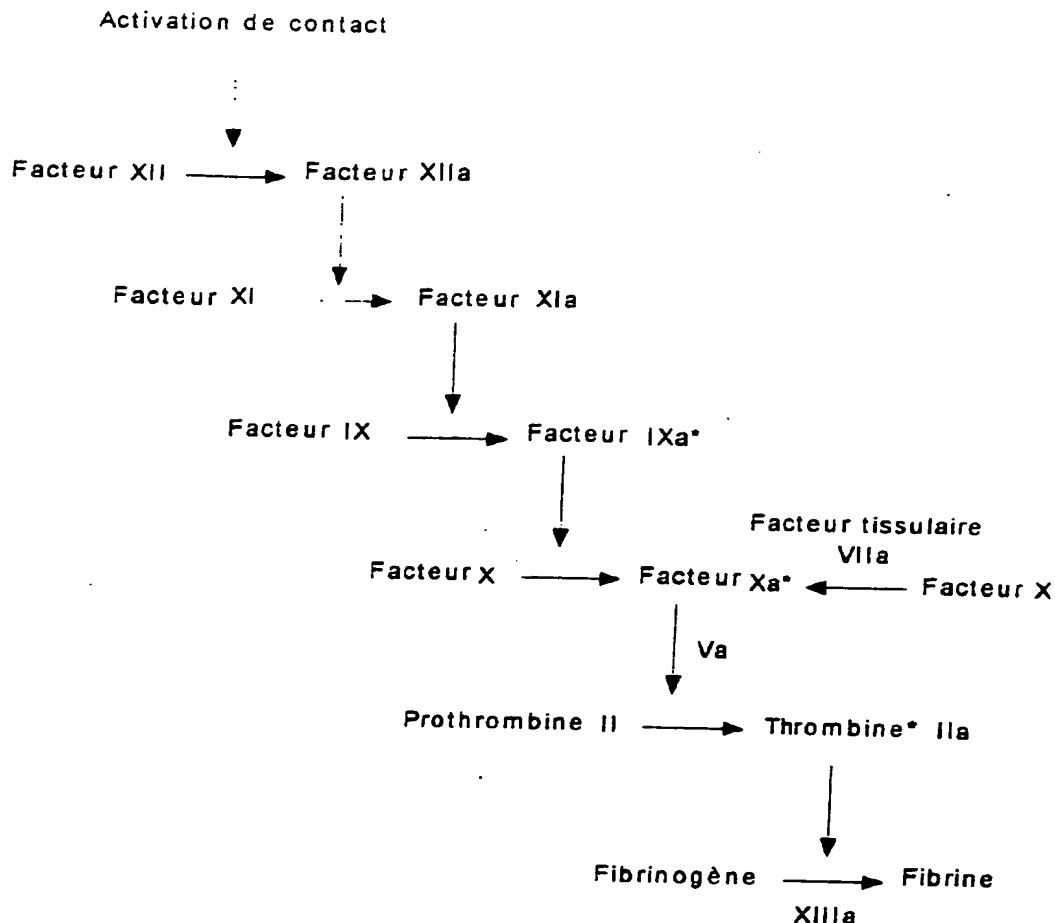 Activation de contact
Facteur XII Facteur XIIa
Facteur XI Facteur XIa
Facteur IX Facteur IXa*
Facteur tissulaire
VIIa
Facteur X Facteur Xa* Facteur X
Va
Prothrombine II Thrombine* IIa
Fibrinogène Fibrine
XIIIa